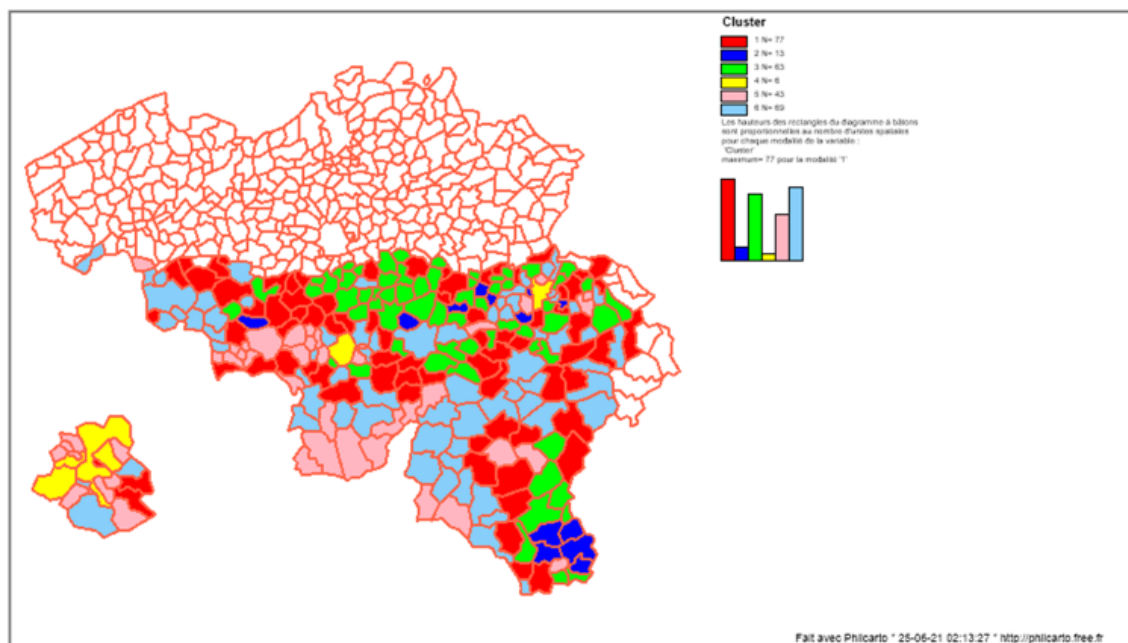 Cluster
1 N= 77
2 N= 13
3 N= 63
4 N= 6
5 N= 43
6 N= 69
Les hauteurs des rectangles du diagramme à bâtons
sont proportionnelles au nombre d'unités spatiales
pour chaque modalité de la variable :
'Cluster'
maximum= 77 pour la modalité '1'
Fait avec Philcarto * 25-06-21 02:13:27 * http://philcarto.free.fr